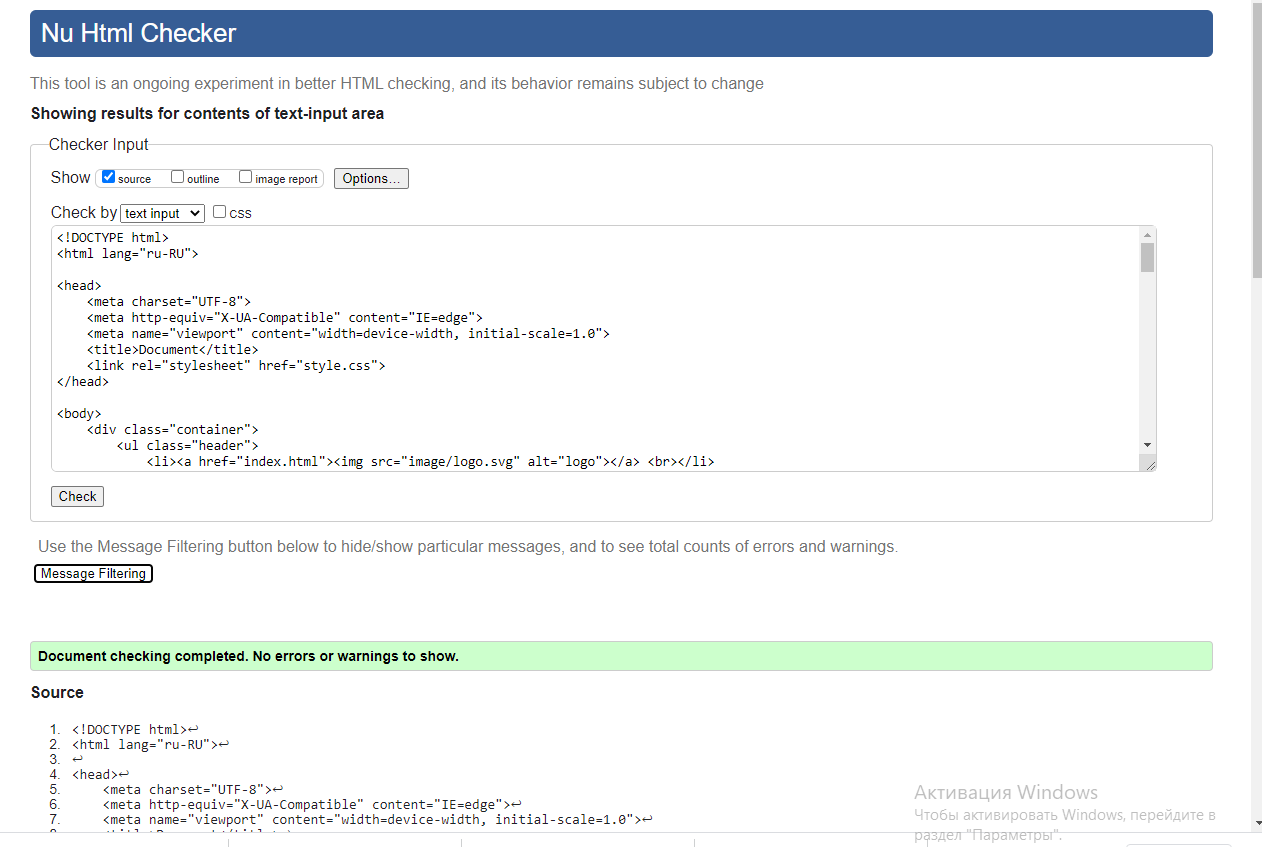 Nu Html Checker
This tool is an ongoing experiment in better HTML checking, and its behavior remains subject to change
Showing results for contents of text-input area
Checker Input
Show source outline image report Options...
Check by text input css
<!DOCTYPE html>
<html lang="ru-RU">
<head>
<meta charset="UTF-8">
<meta http-equiv="X-UA-Compatible" content="IE=edge">
<meta name="viewport" content="width=device-width, initial-scale=1.0">
<title>Document</title>
<link rel="stylesheet" href="style.css">
</head>
<body>
<div class="container">
<ul class="header">
<li><a href="index.html"><img src="image/logo.svg" alt="logo"></a> <br></li>
Check
Use the Message Filtering button below to hide/show particular messages, and to see total counts of errors and warnings.
Message Filtering
Document checking completed. No errors or warnings to show.
Source
1. <!DOCTYPE html>↩
2. <html lang="ru-RU">↩
3. ↩
4. <head>↩
5. <meta charset="UTF-8">↩
6. <meta http-equiv="X-UA-Compatible" content="IE=edge">↩
7. <meta name="viewport" content="width=device-width, initial-scale=1.0">↩
Активация Windows
Чтобы активировать Windows, перейдите в
раздел "Параметры".